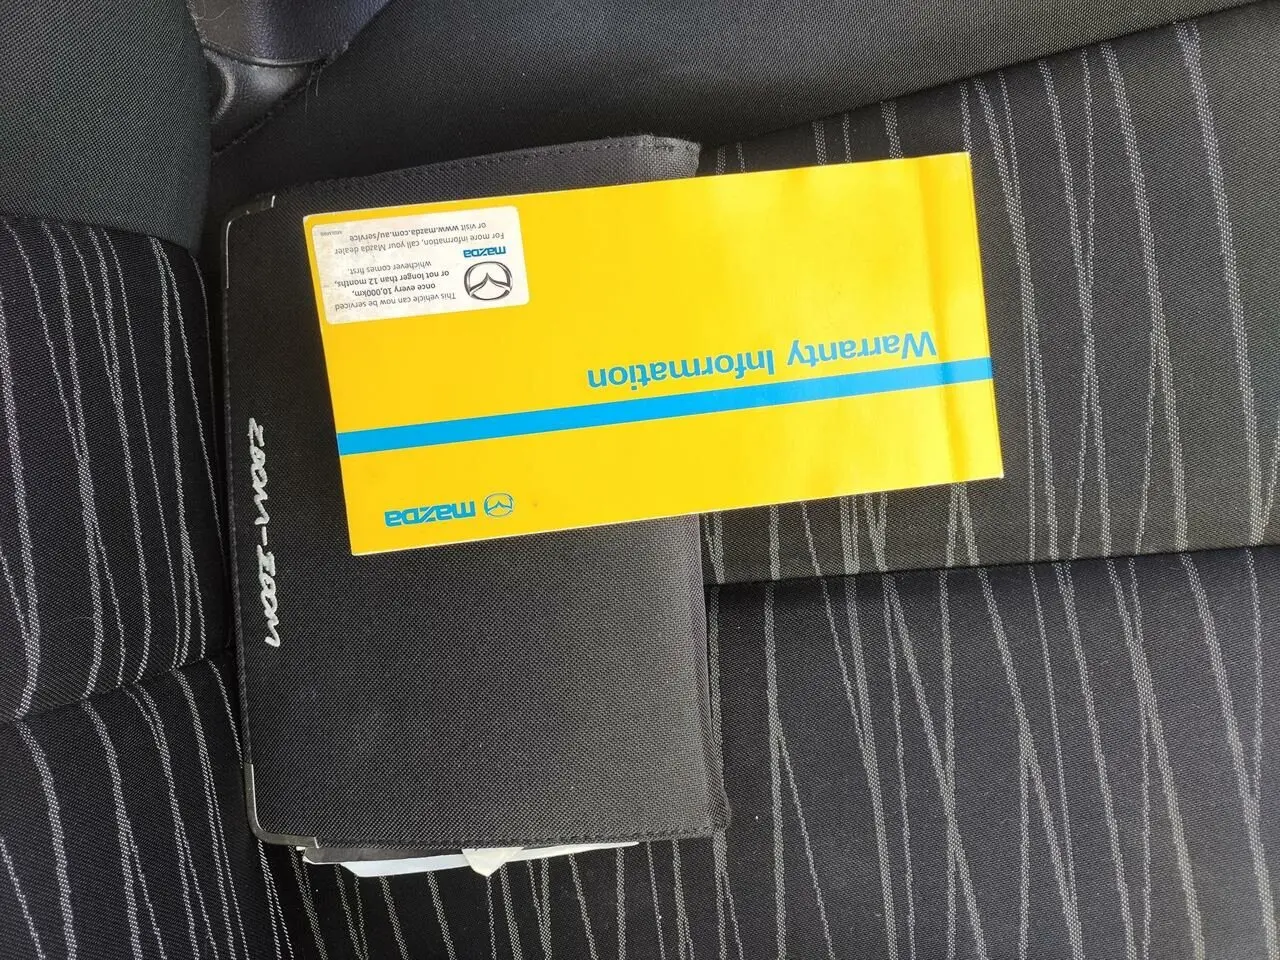 mazda
Warranty Information
This vehicle can now be serviced
once every 10,000km,
or not longer than 12 months,
whichever comes first.
mazda
For more information, call your Mazda dealer
or visit www.mazda.com.au/service
ZOOM-ZOOM